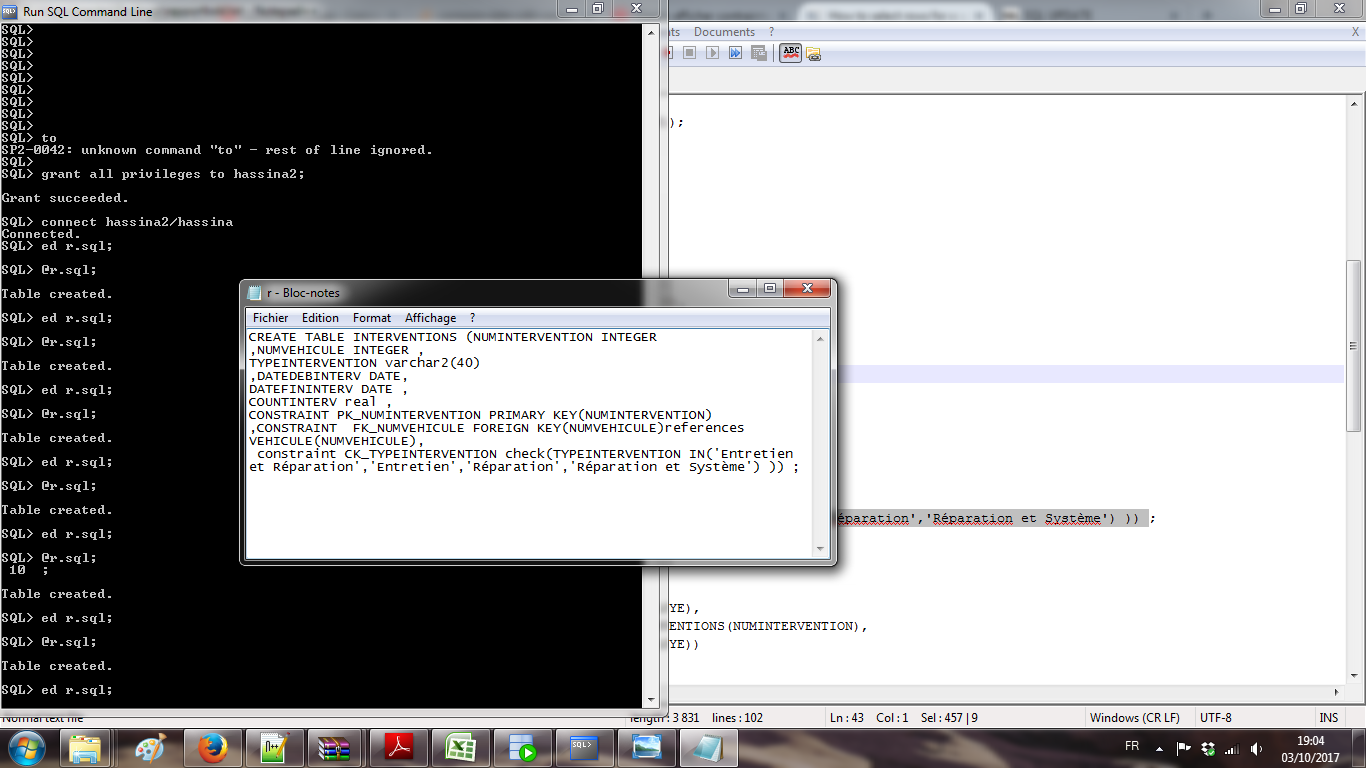 Run SQL Command Line
SQL>
SQL>
SQL>
SQL>
SQL>
SQL>
SQL>
SQL>
SQL>
SQL> to
SP2-0042: unknown command "to" - rest of line ignored.
SQL>
SQL> grant all privileges to hassina2;
Grant succeeded.
SQL> connect hassina2/hassina
Connected.
SQL> ed r.sql;
SQL> @r.sql;
Table created.
SQL> ed r.sql;
SQL> @r.sql;
Table created.
SQL> ed r.sql;
SQL> @r.sql;
Table created.
SQL> ed r.sql;
SQL> @r.sql;
Table created.
SQL> ed r.sql;
SQL> @r.sql;
10 ;
Table created.
SQL> ed r.sql;
SQL> @r.sql;
Table created.
SQL> ed r.sql;
r - Bloc-notes
Fichier Edition Format Affichage ?
CREATE TABLE INTERVENTIONS (NUMINTERVENTION INTEGER
,NUMVEHICULE INTEGER ,
TYPEINTERVENTION varchar2(40)
,DATEDEBINTERV DATE,
DATEFININTERV DATE ,
COUNTINTERV real ,
CONSTRAINT PK_NUMINTERVENTION PRIMARY KEY(NUMINTERVENTION)
,CONSTRAINT FK_NUMVEHICULE FOREIGN KEY(NUMVEHICULE)references
VEHICULE(NUMVEHICULE),
constraint CK_TYPEINTERVENTION check(TYPEINTERVENTION IN('Entretien
et Réparation','Entretien','Réparation','Réparation et Système') )) ;
ts Documents ?
X
ABC
);
éparation','Réparation et Système') )) ;
YE),
ENTIONS(NUMINTERVENTION),
YE))
Normal text file length : 3 831 lines : 102 Ln : 43 Col : 1 Sel : 457 | 9 Windows (CR LF) UTF-8 INS
FR
19:04
03/10/2017